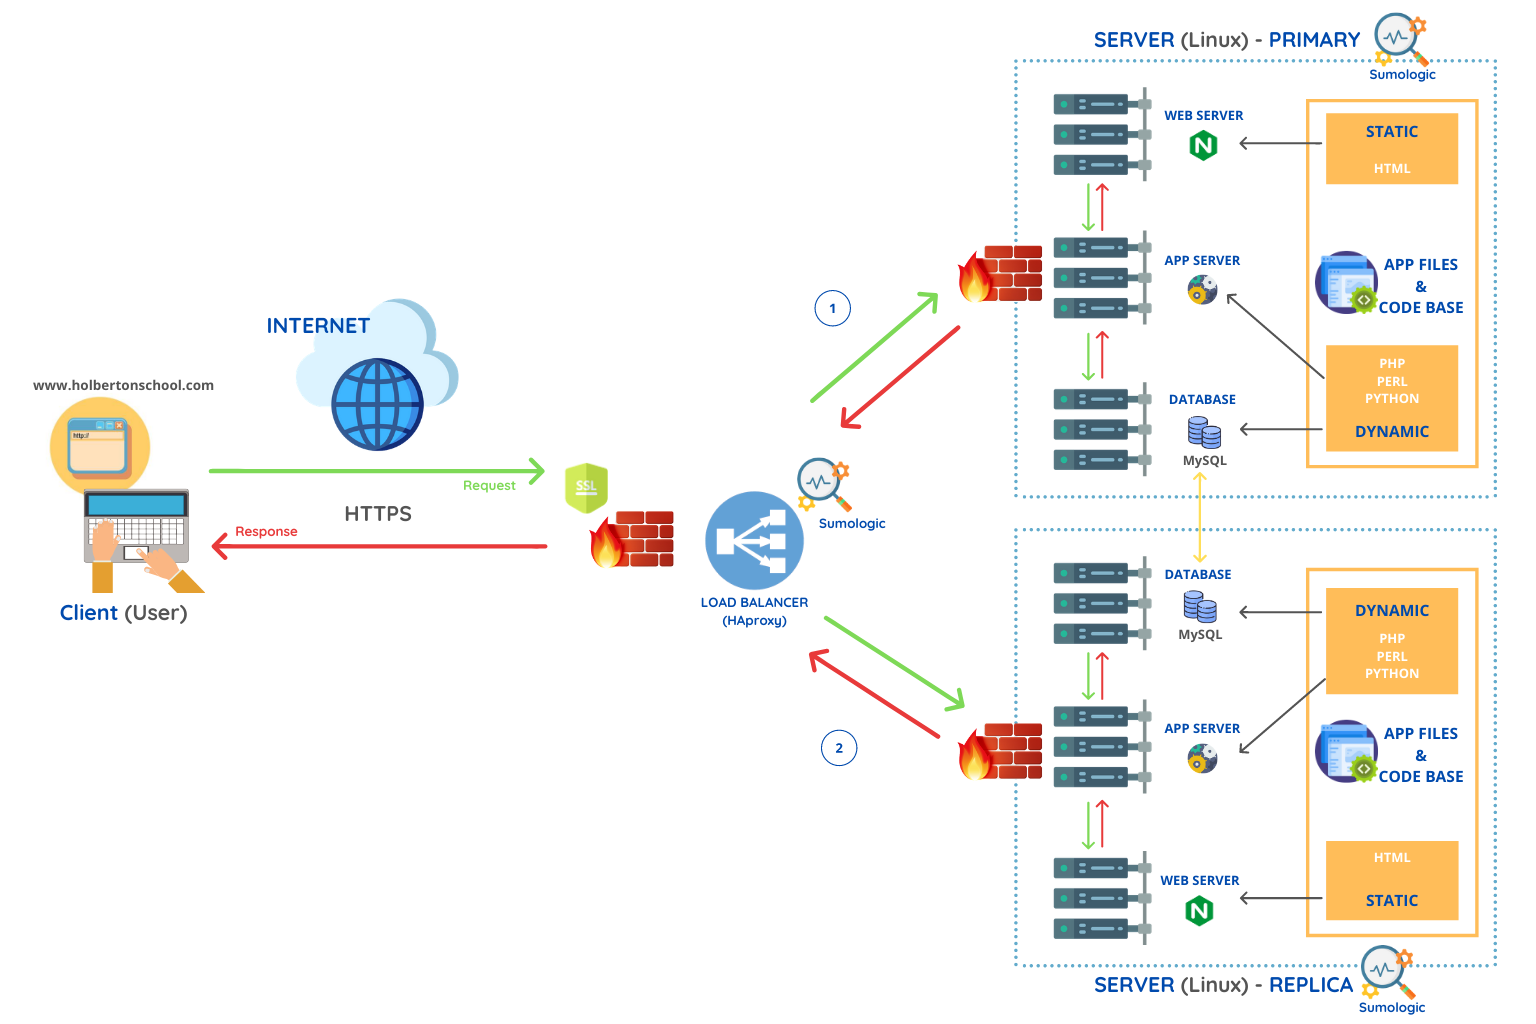 SERVER (Linux) - PRIMARY
Sumologic
WEB SERVER
N
STATIC
HTML
APP SERVER
APP FILES
&
CODE BASE
PHP
PERL
PYTHON
DYNAMIC
DATABASE
MySQL
1
INTERNET
www.holbertonschool.com
http://
Request
SSL
HTTPS
Response
Client (User)
Sumologic
LOAD BALANCER
(HAproxy)
2
DATABASE
MySQL
DYNAMIC
PHP
PERL
PYTHON
APP SERVER
APP FILES
&
CODE BASE
HTML
STATIC
WEB SERVER
N
SERVER (Linux) - REPLICA
Sumologic